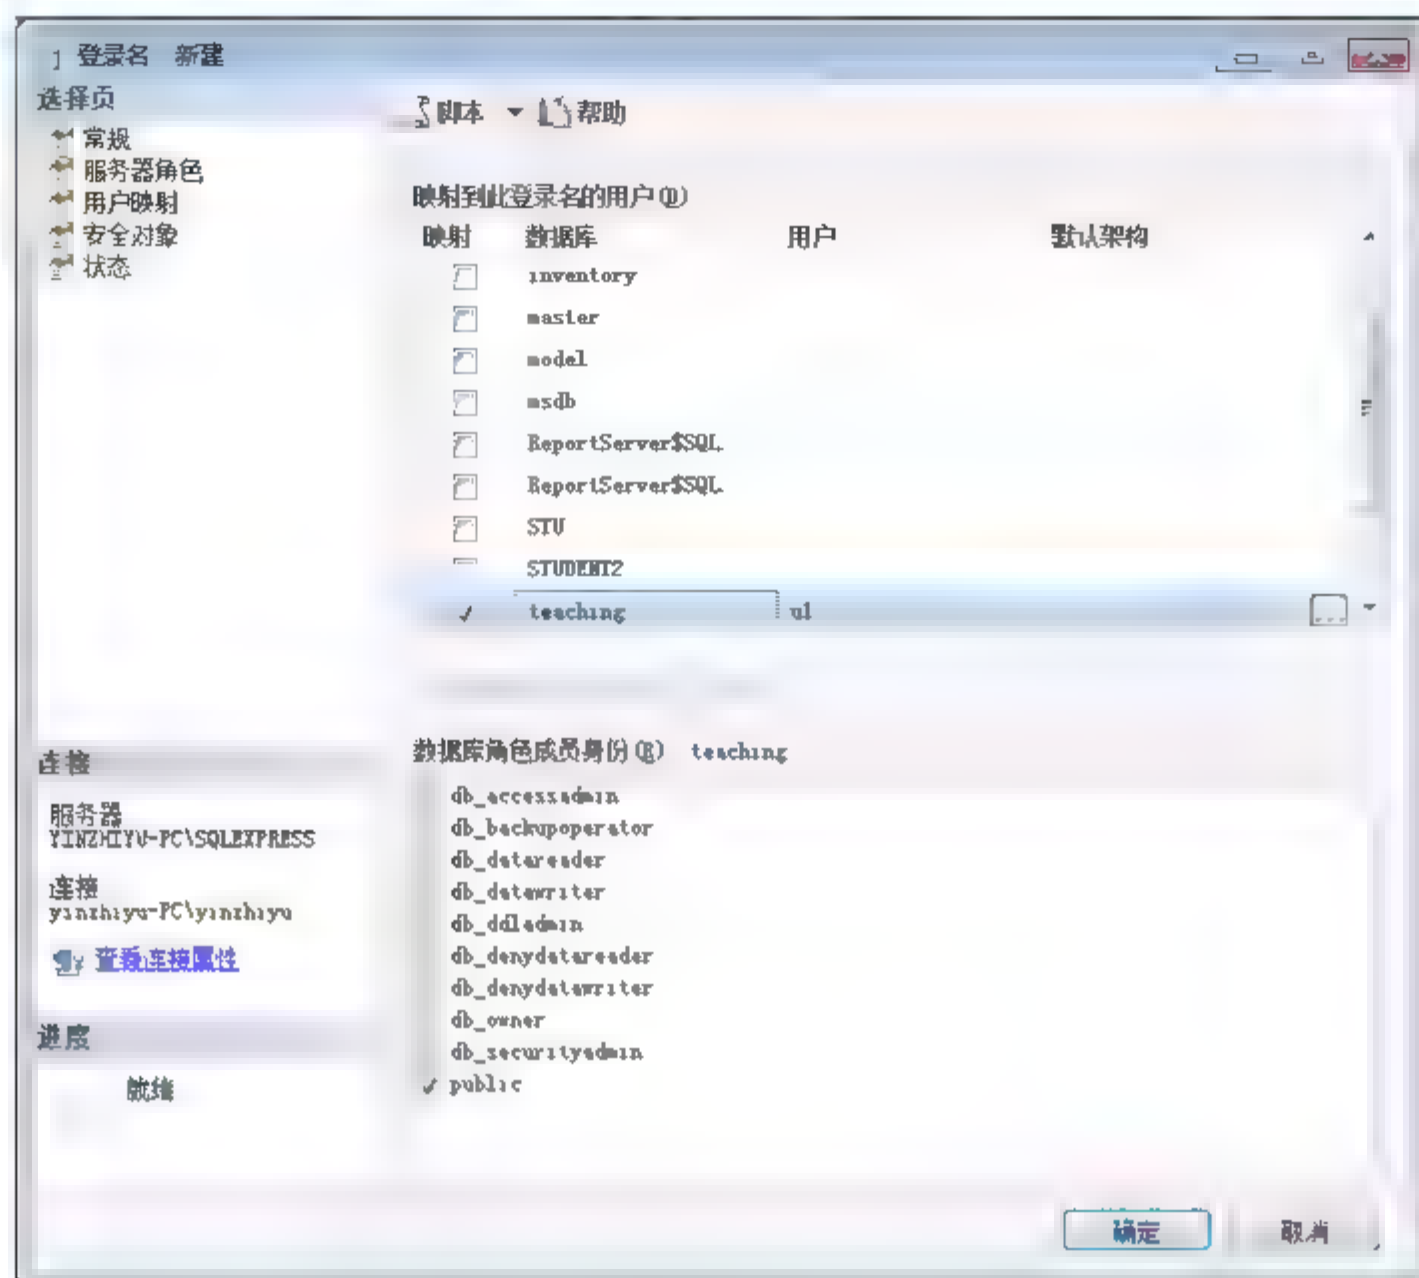 登录名 新建
选择页
常规
服务器角色
用户映射
安全对象
状态
脚本 帮助
映射到此登录名的用户(D)
映射 数据库 用户 默认架构
inventory
master
model
msdb
ReportServer$SQL
ReportServer$SQL
STU
STUDENT2
teaching u1 ...
数据库角色成员身份(R) teaching
db_accessadmin
db_backupoperator
db_datareader
db_datawriter
db_ddladmin
db_denydatareader
db_denydatawriter
db_owner
db_securityadmin
public
连接
服务器
YINZHIYU-PC\SQLEXPRESS
连接
yinzhiyu-PC\yinzhiyu
查看连接属性
进度
就绪
确定 取消